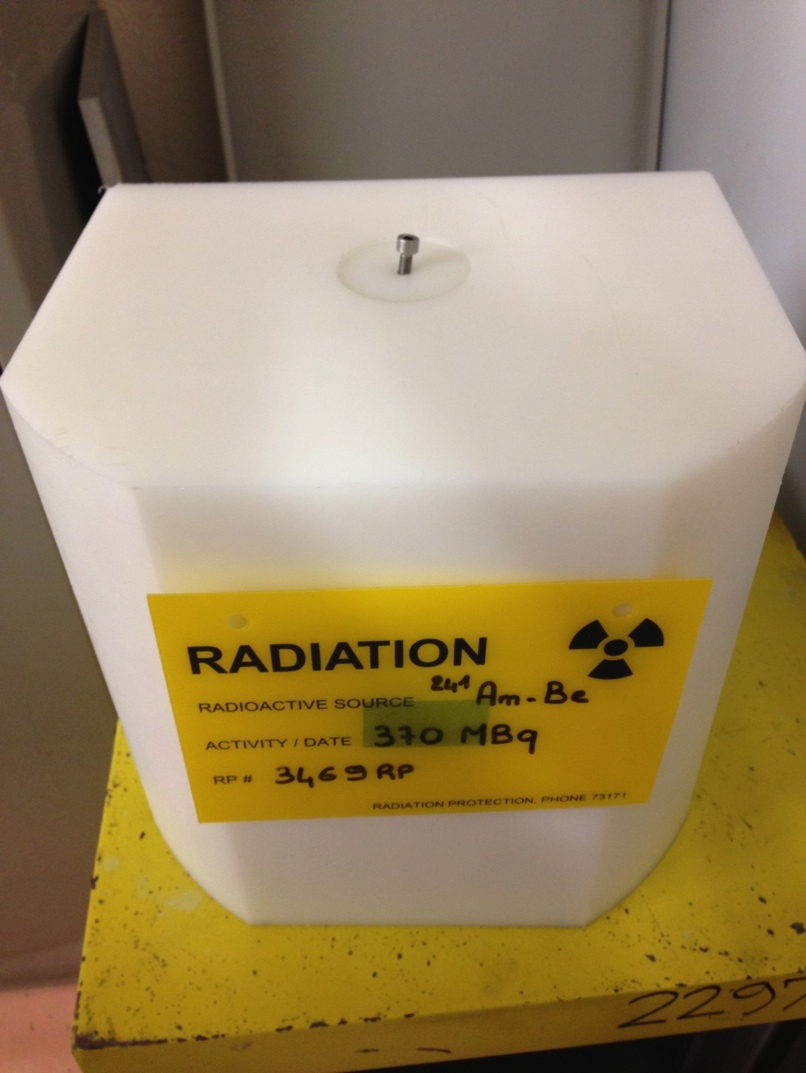 RADIATION
RADIOACTIVE SOURCE 241 Am-Be
ACTIVITY / DATE 370 MBq
RP # 3469 RP
RADIATION PROTECTION, PHONE 73171
2297